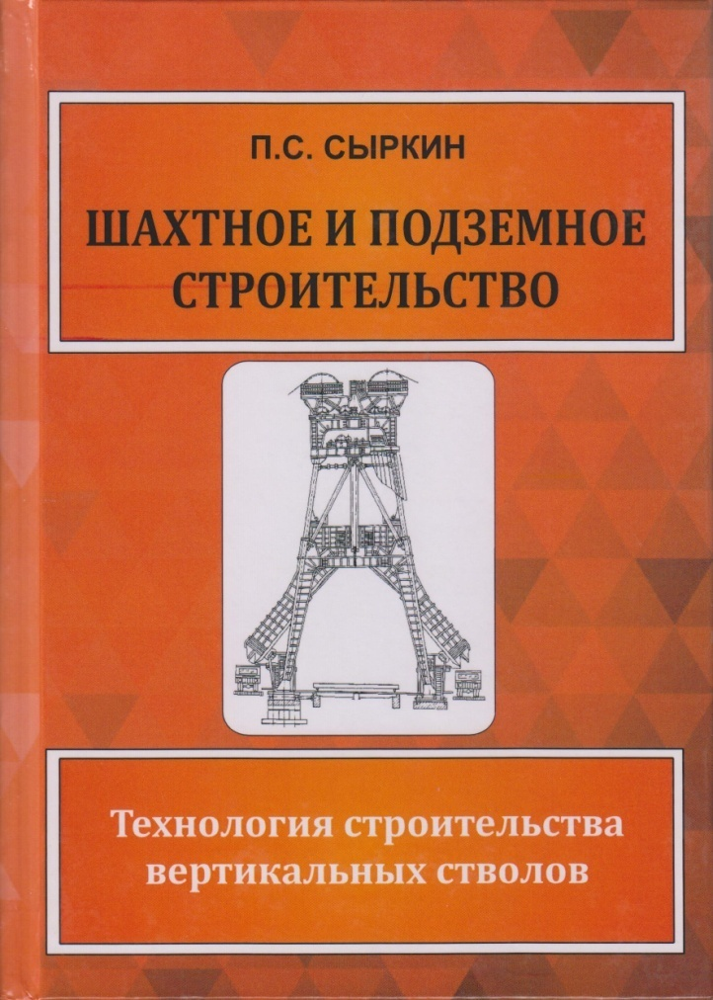 П.С. СЫРКИН
ШАХТНОЕ И ПОДЗЕМНОЕ
СТРОИТЕЛЬСТВО
Технология строительства
вертикальных стволов